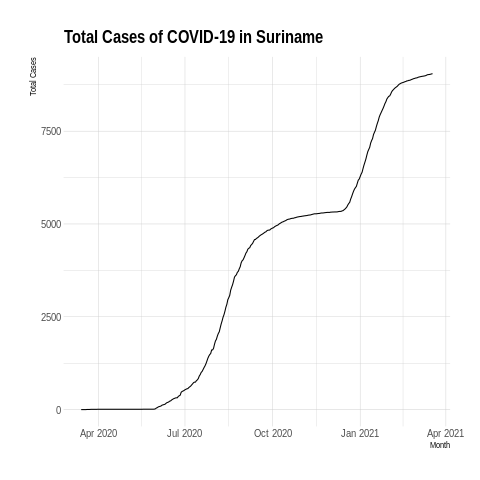 Total Cases of COVID-19 in Suriname
Total Cases
7500
5000
2500
0
Apr 2020 Jul 2020 Oct 2020 Jan 2021 Apr 2021
Month